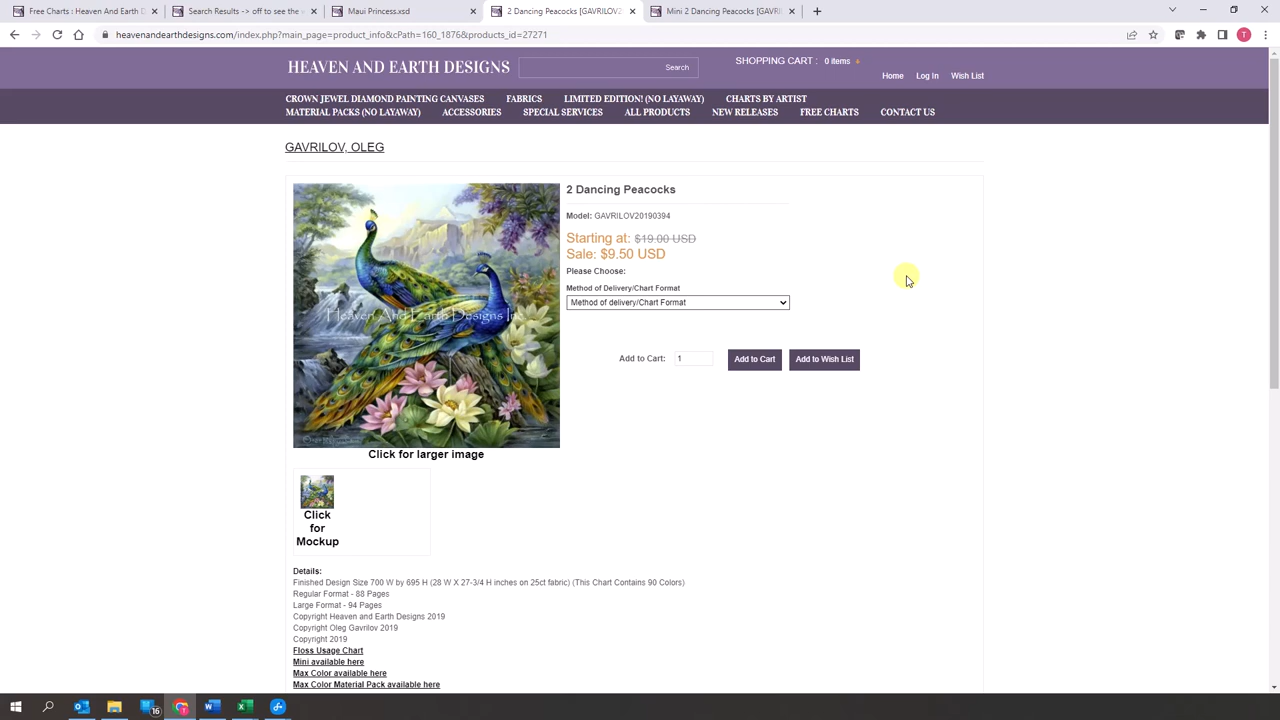 Free Charts : Heaven And Earth D
Search Results -> off to see the v
Maui Princess.xsd
2 Dancing Peacocks [GAVRILOV2
Mini 2 Dancing Peacocks [GAVRI
heavenandearthdesigns.com/index.php?main_page=product_info&cPath=160_1876&products_id=27271
T
HEAVEN AND EARTH DESIGNS
Search
SHOPPING CART : 0 items
Home Log In Wish List
CROWN JEWEL DIAMOND PAINTING CANVASES FABRICS LIMITED EDITION! (NO LAYAWAY) CHARTS BY ARTIST
MATERIAL PACKS (NO LAYAWAY) ACCESSORIES SPECIAL SERVICES ALL PRODUCTS NEW RELEASES FREE CHARTS CONTACT US
GAVRILOV, OLEG
2 Dancing Peacocks
Model: GAVRILOV20190394
Starting at: $19.00 USD
Sale: $9.50 USD
Please Choose:
Method of Delivery/Chart Format
Method of delivery/Chart Format
Add to Cart: 1 Add to Cart Add to Wish List
Heaven And Earth Designs Inc.
Click for larger image
Click
for
Mockup
Details:
Finished Design Size 700 W by 695 H (28 W X 27-3/4 H inches on 25ct fabric) (This Chart Contains 90 Colors)
Regular Format - 88 Pages
Large Format - 94 Pages
Copyright Heaven and Earth Designs 2019
Copyright Oleg Gavrilov 2019
Copyright 2019
Floss Usage Chart
Mini available here
Max Color available here
Max Color Material Pack available here
16